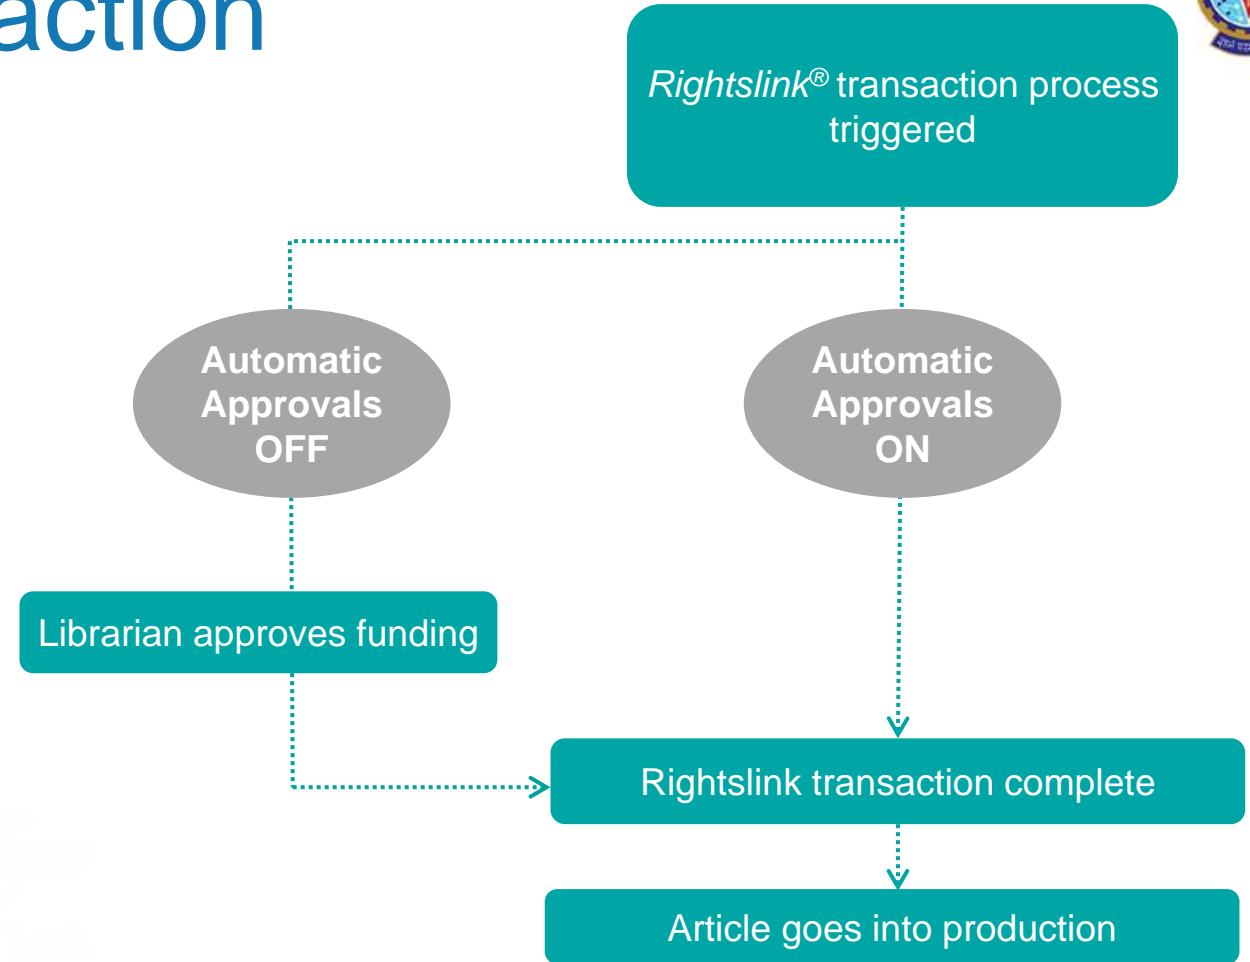 Rightslink® transaction process
triggered
Automatic
Approvals
OFF
Automatic
Approvals
ON
Librarian approves funding
Rightslink transaction complete
Article goes into production